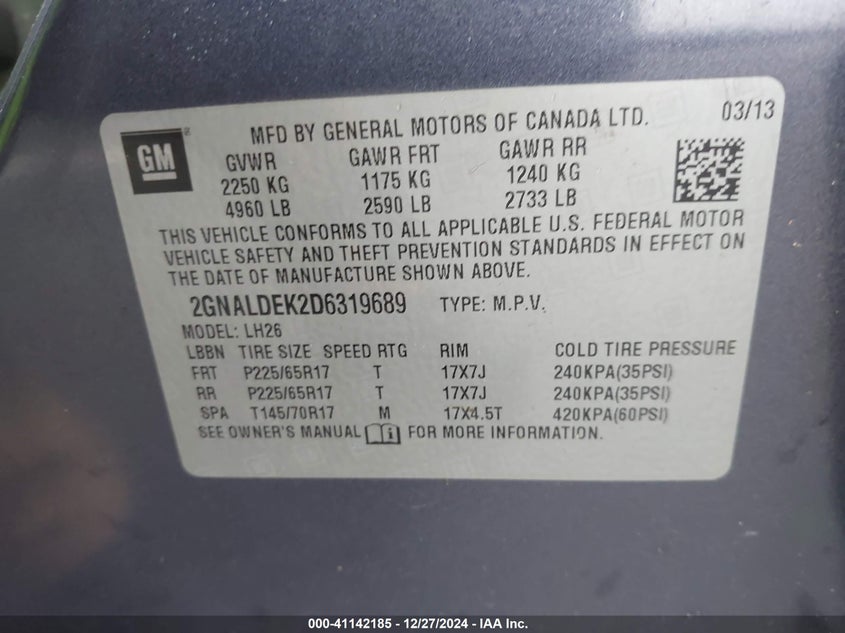 03/13
GM
MFD BY GENERAL MOTORS OF CANADA LTD.
GVWR GAWR FRT GAWR RR
2250 KG 1175 KG 1240 KG
4960 LB 2590 LB 2733 LB
THIS VEHICLE CONFORMS TO ALL APPLICABLE U.S. FEDERAL MOTOR
VEHICLE SAFETY AND THEFT PREVENTION STANDARDS IN EFFECT ON
THE DATE OF MANUFACTURE SHOWN ABOVE.
2GNALDEK2D6319689 TYPE: M.P.V.
MODEL: LH26
LBBN TIRE SIZE SPEED RTG RIM COLD TIRE PRESSURE
FRT P225/65R17 T 17X7J 240KPA(35PSI)
RR P225/65R17 T 17X7J 240KPA(35PSI)
SPA T145/70R17 M 17X4.5T 420KPA(60PSI)
SEE OWNER'S MANUAL i FOR MORE INFORMATION.
000-41142185 - 12/27/2024 - IAA Inc.